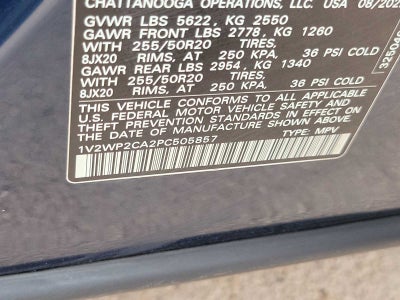 CHATTANOOGA OPERATIONS, LLC. USA 08/202
GVWR LBS 5622, KG 2550
GAWR FRONT LBS 2778, KG 1260
WITH 255/50R20 TIRES,
8JX20 RIMS, AT 250 KPA, 36 PSI COLD
GAWR REAR LBS 2954, KG 1340
WITH 255/50R20 TIRES,
8JX20 RIMS, AT 250 KPA, 36 PSI COLD
THIS VEHICLE CONFORMS TO ALL APPLICABLE
U.S. FEDERAL MOTOR VEHICLE SAFETY AND
THEFT PREVENTION STANDARDS IN EFFECT ON
THE DATE OF MANUFACTURE SHOWN ABOVE.
1V2WP2CA2PC505857 TYPE: MPV